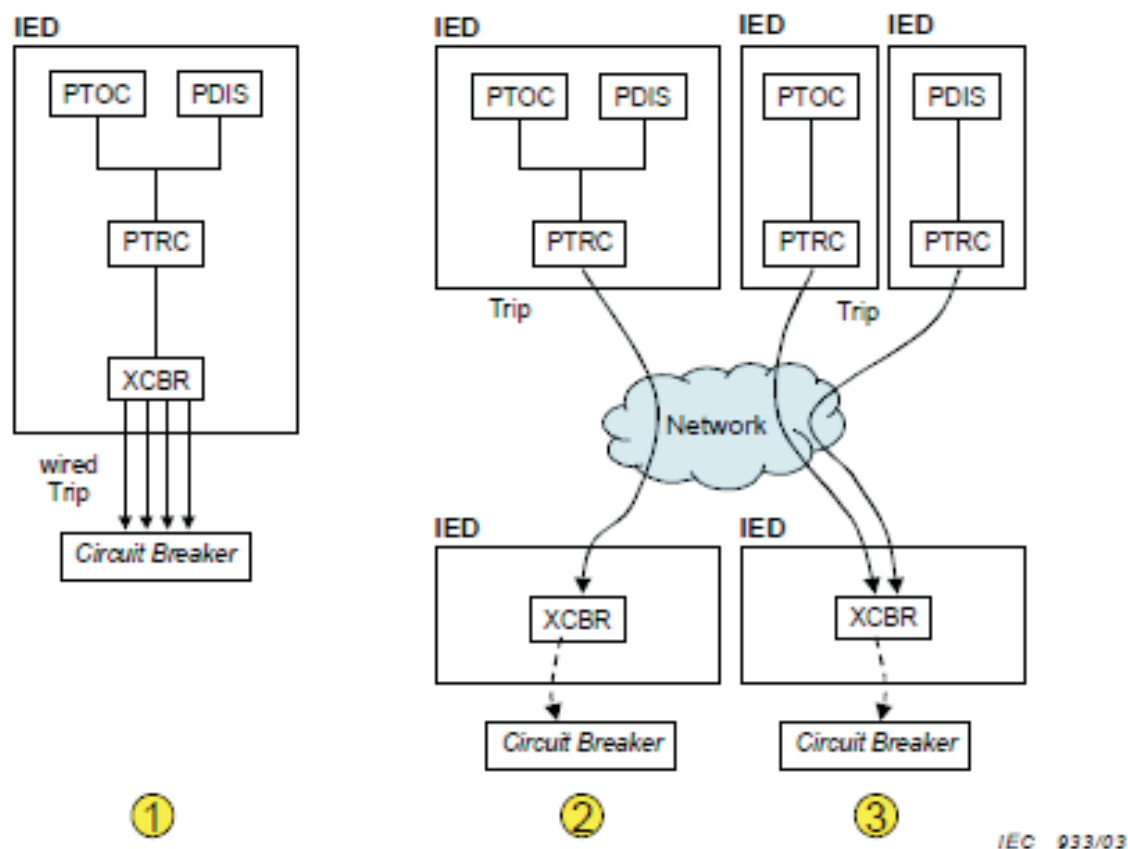 IED
IED
IED
IED
PTOC
PDIS
PTOC
PDIS
PTOC
PDIS
PTRC
PTRC
PTRC
PTRC
Trip
Trip
XCBR
Network
wired
Trip
IED
IED
Circuit Breaker
XCBR
XCBR
Circuit Breaker
Circuit Breaker
1
2
3
IEC 933/03